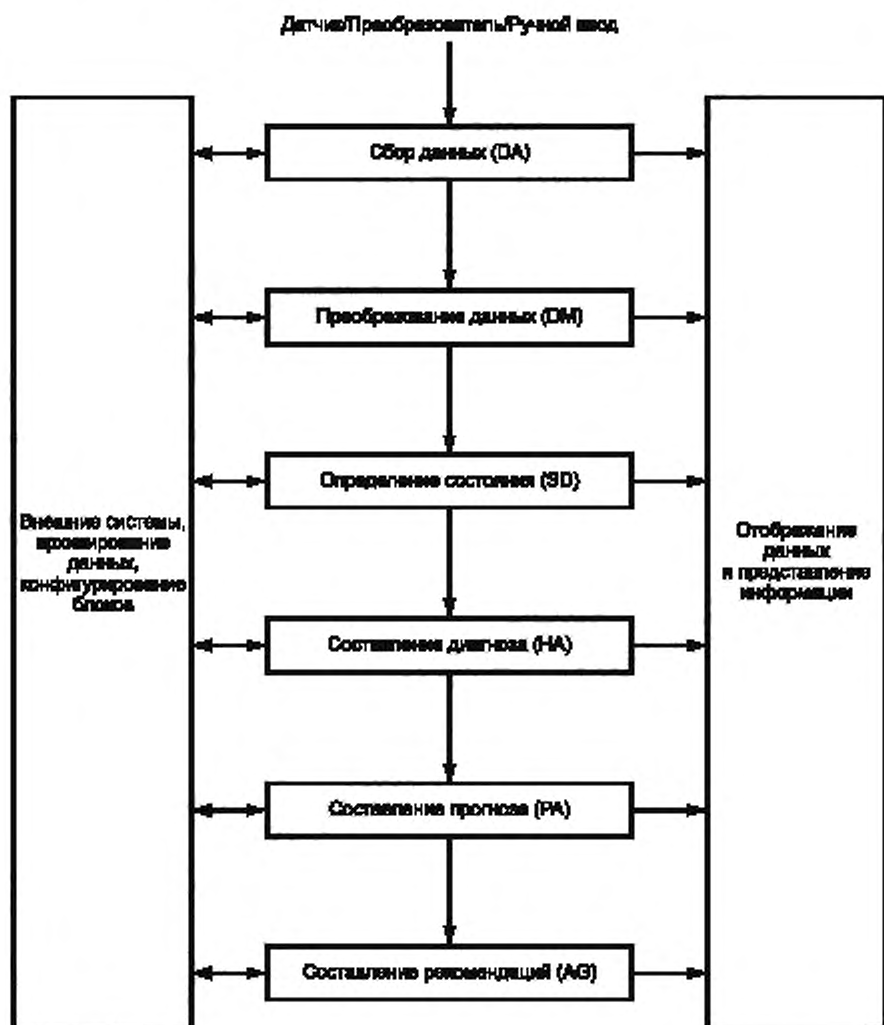 Датчик/Преобразователь/Ручной ввод
Сбор данных (DA)
Преобразование данных (DM)
Определение состояния (SD)
Внешние системы,
архивирование
данных,
конфигурирование
блоков
Отображение
данных
и представление
информации
Составление диагноза (HA)
Составление прогноза (PA)
Составление рекомендаций (AG)